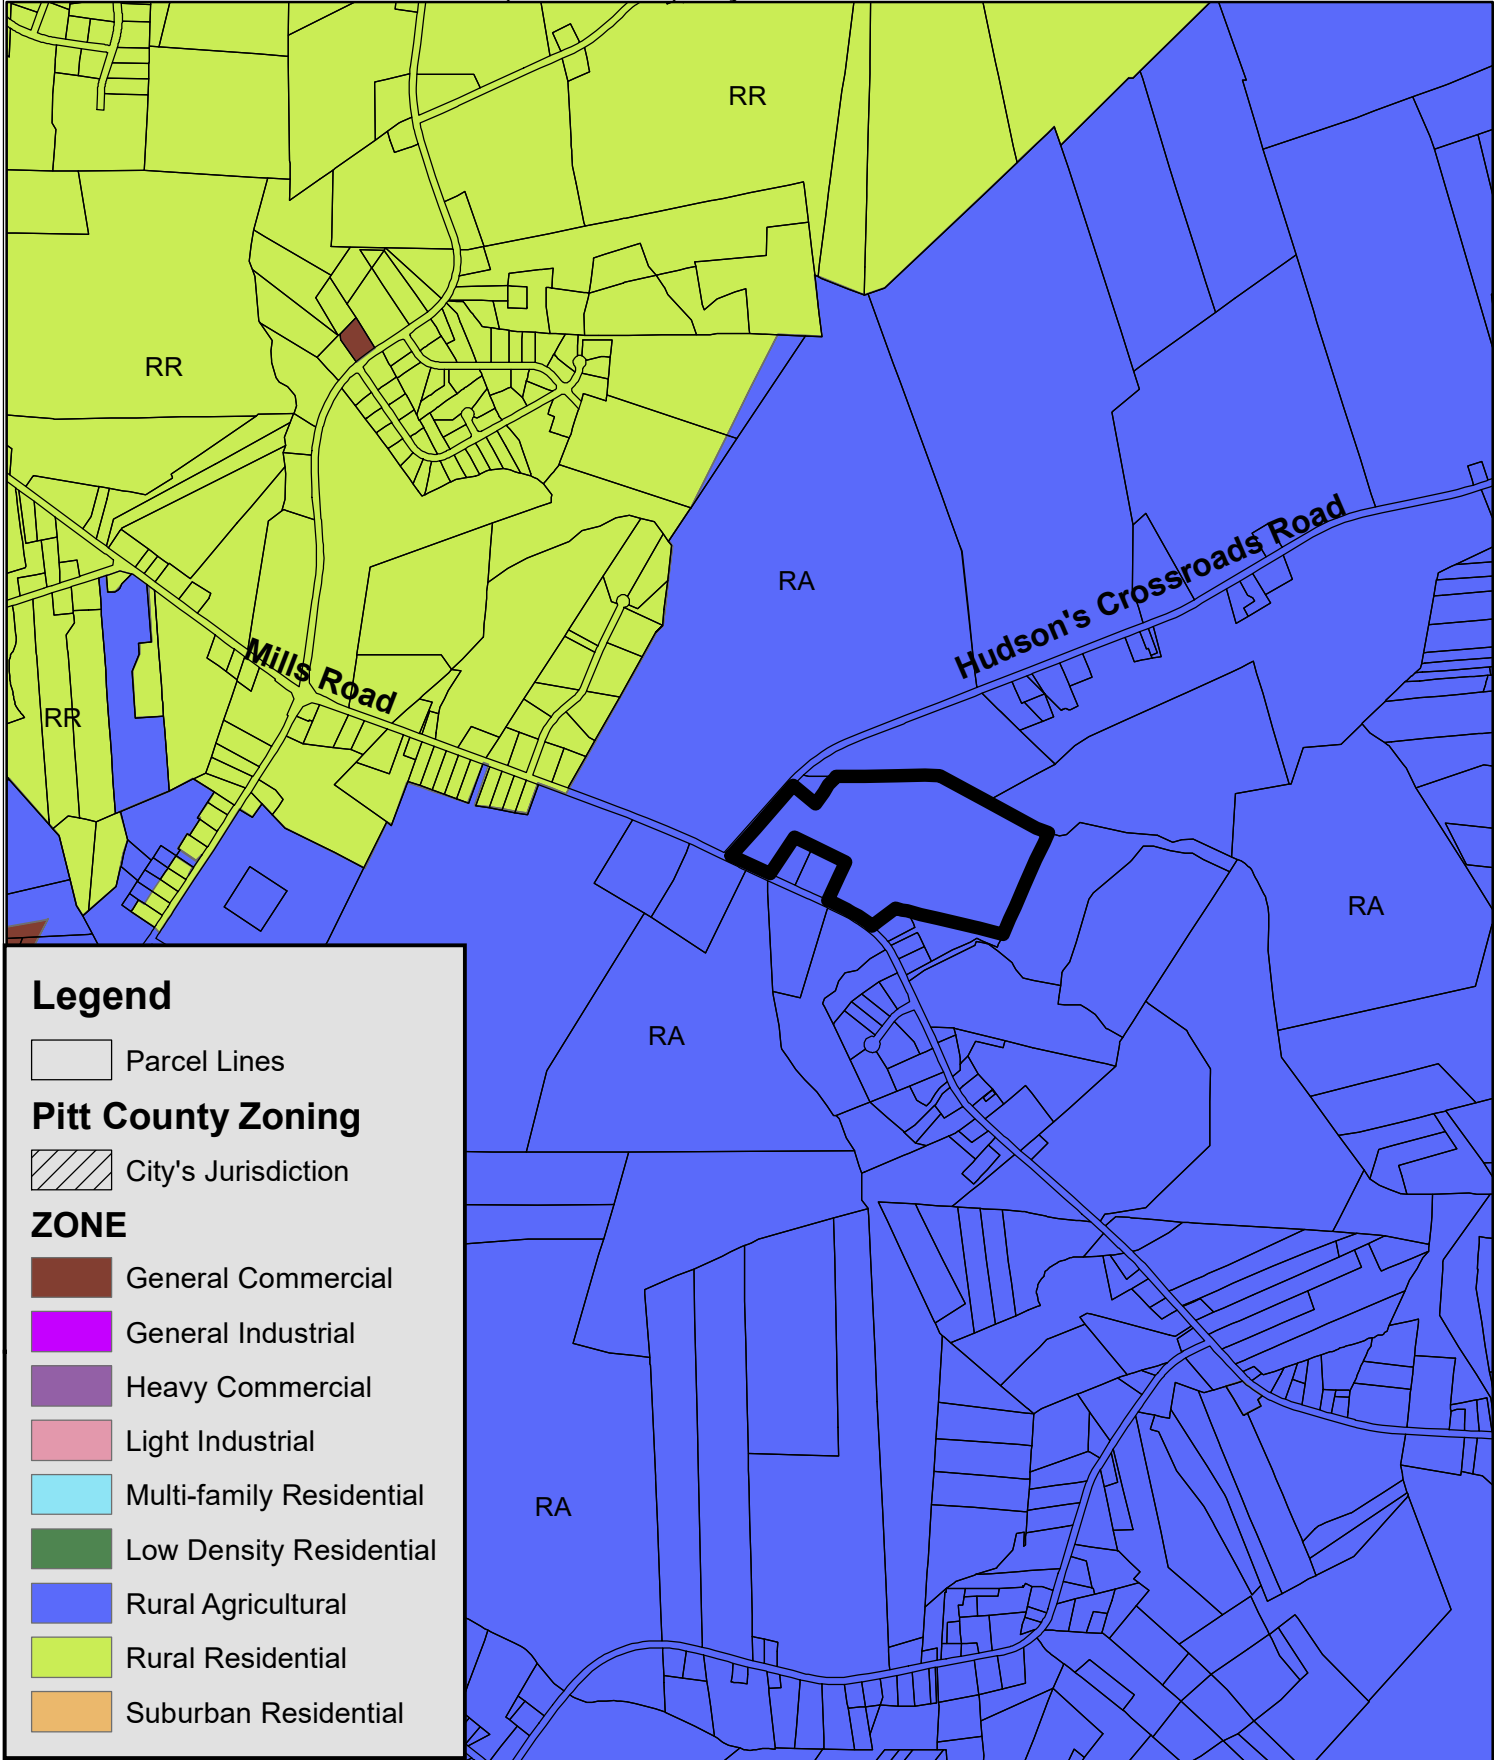 RR
RR
RA
Hudson's Crossroads Road
Mills Road
RR
RA
RA
RA
Legend
Parcel Lines
Pitt County Zoning
City's Jurisdiction
ZONE
General Commercial
General Industrial
Heavy Commercial
Light Industrial
Multi-family Residential
Low Density Residential
Rural Agricultural
Rural Residential
Suburban Residential